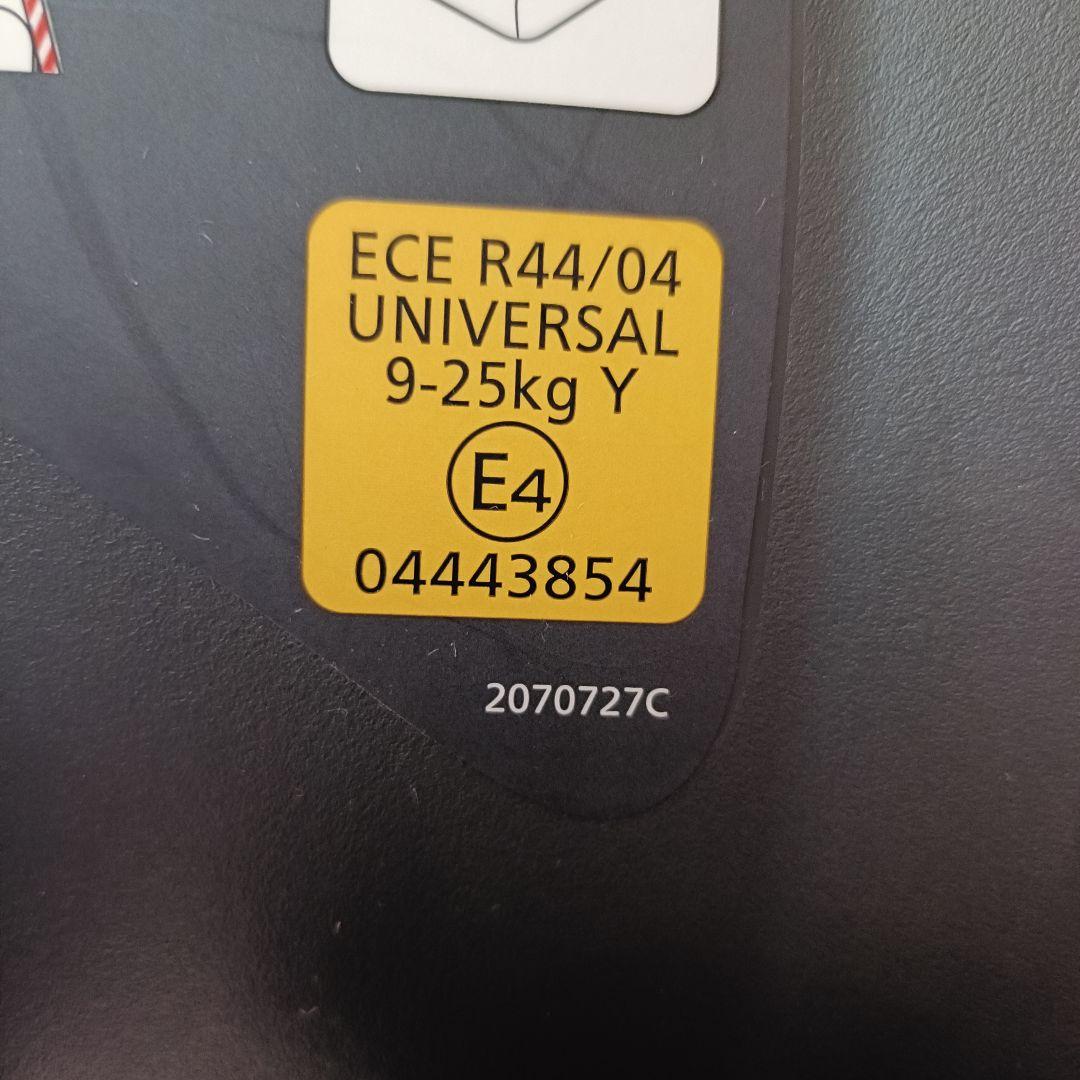 ECE R44/04
UNIVERSAL
9-25kg Y
E4
04443854
2070727C